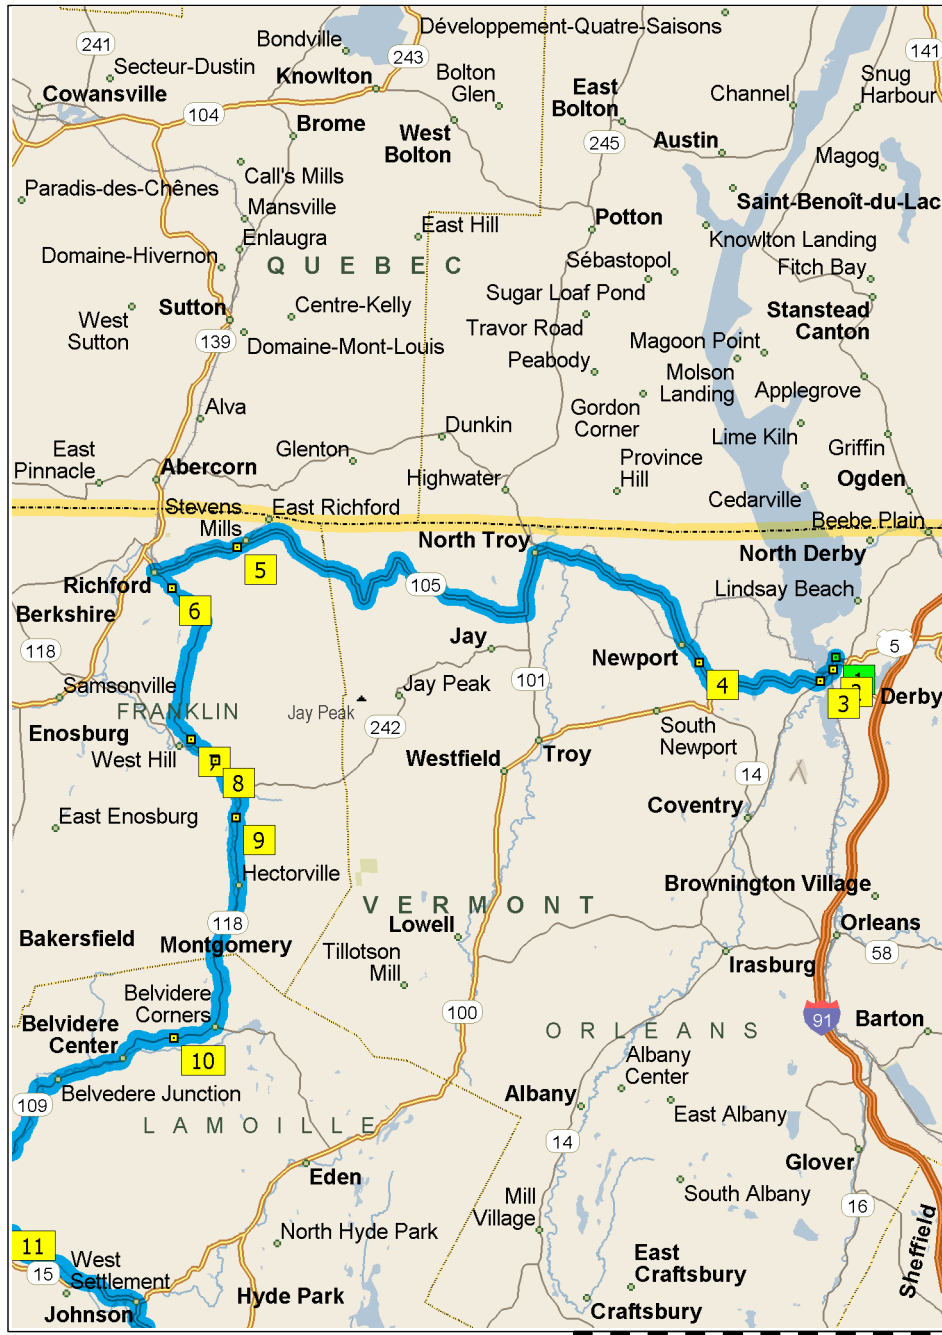 Développement-Quatre-Saisons
Bondville
241
243
141
Secteur-Dustin
Knowlton
Bolton
Glen
Snug
Harbour
East
Bolton
Channel
Cowansville
104
Brome
West
Bolton
245
Austin
Magog
Call's Mills
Paradis-des-Chênes
Saint-Benoît-du-Lac
Mansville
Potton
East Hill
Enlaugra
Knowlton Landing
Domaine-Hivernon
QUEBEC
Sébastopol
Fitch Bay
Sugar Loaf Pond
Sutton
Centre-Kelly
Stanstead
Canton
West
Sutton
Travor Road
139
Domaine-Mont-Louis
Magoon Point
Peabody
Molson
Landing
Applegrove
Alva
Gordon
Corner
Dunkin
Lime Kiln
East
Pinnacle
Glenton
Griffin
Abercorn
Province
Hill
Highwater
Ogden
Cedarville
Stevens
Mills
East Richford
Beebe Plain
North Troy
North Derby
5
Richford
105
Lindsay Beach
6
Berkshire
118
Jay
Newport
5
101
4
1
2
3
Derby
Samsonville
Jay Peak
FRANKLIN
Jay Peak
242
South
Newport
Enosburg
West Hill
Westfield
Troy
7
14
8
Coventry
East Enosburg
9
Hectorville
Brownington Village
VERMONT
118
Lowell
Orleans
Bakersfield
Montgomery
Tillotson
Mill
58
Irasburg
Belvidere
Corners
100
91
Barton
Belvidere
Center
ORLEANS
10
Albany
Center
Belvedere Junction
Albany
109
East Albany
LAMOILLE
14
Glover
Eden
South Albany
Mill
Village
16
North Hyde Park
11
East
Craftsbury
Sheffield
West
Settlement
15
Hyde Park
Johnson
Craftsbury